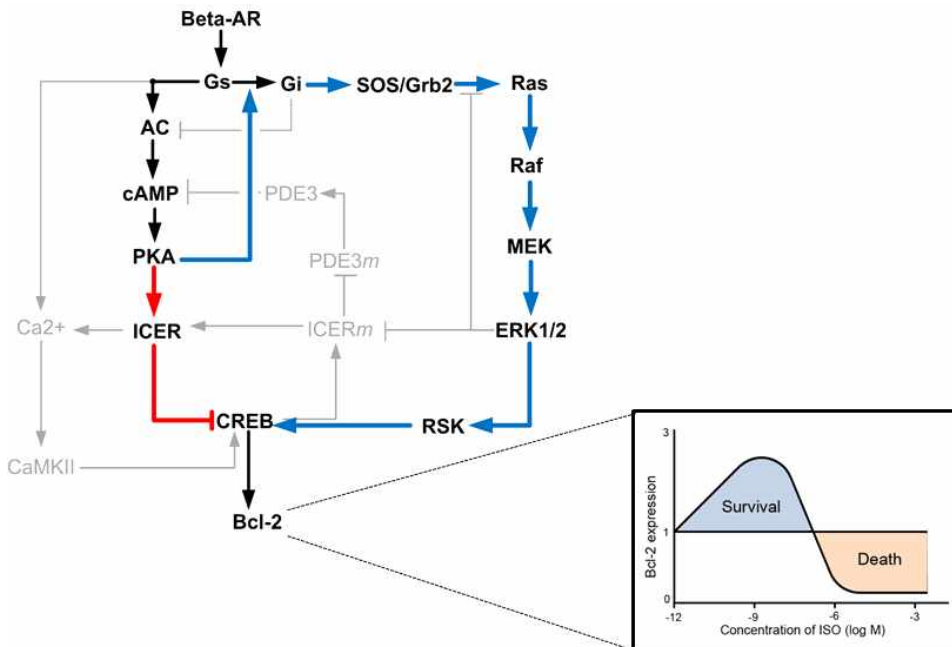 Beta-AR
Gs
Gi
SOS/Grb2
Ras
AC
Raf
cAMP
PDE3
PKA
PDE3m
MEK
Ca2+
ICER
ICERm
ERK1/2
CREB
RSK
CaMKII
Bcl-2
3
Survival
Bcl-2 expression
1
Death
0
-12
-9
-6
-3
Concentration of ISO (log M)